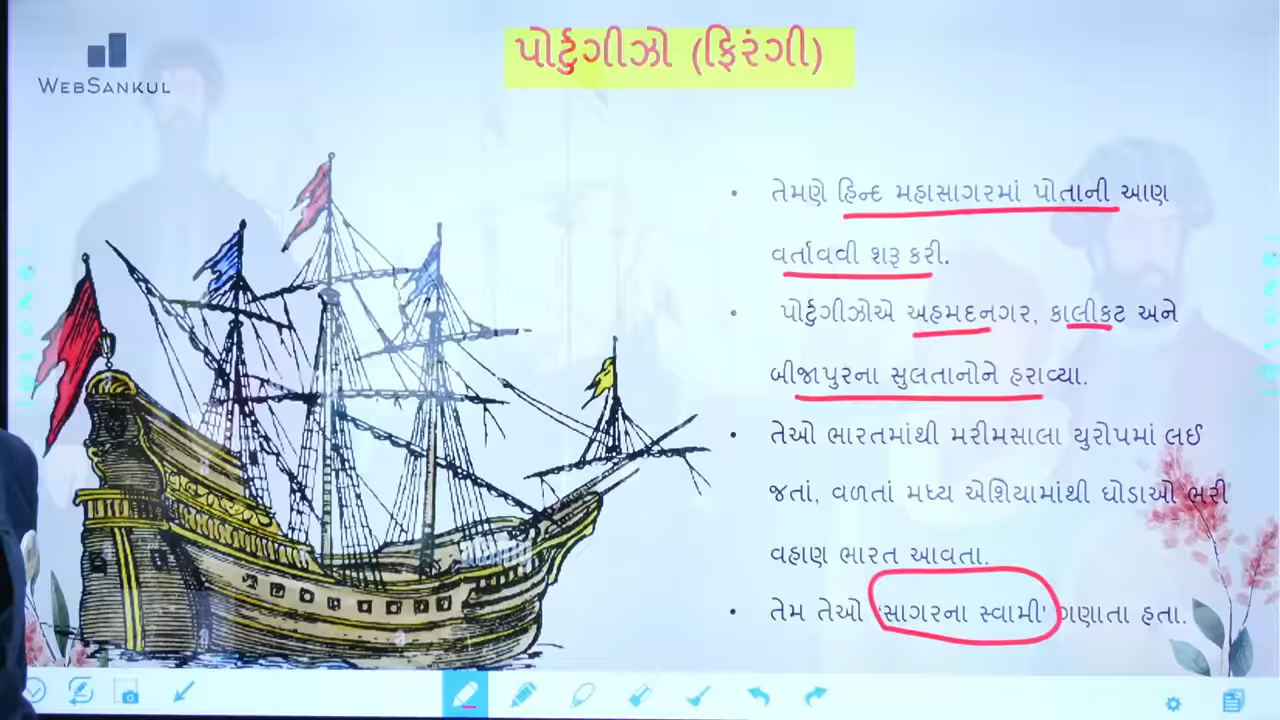 WEBSANKUL
પોર્ટુગીઝો (ફિરંગી)
• તેમણે હિન્દ મહાસાગરમાં પોતાની આણ
વર્તાવવી શરૂ કરી.
• પોર્ટુગીઝોએ અહમદનગર, કાલીકટ અને
બીજાપુરના સુલતાનોને હરાવ્યા.
• તેઓ ભારતમાંથી મરીમસાલા યુરોપમાં લઈ
જતાં, વળતાં મધ્ય એશિયામાંથી ઘોડાઓ ભરી
વહાણ ભારત આવતા.
• તેમ તેઓ 'સાગરના સ્વામી' ગણાતા હતા.